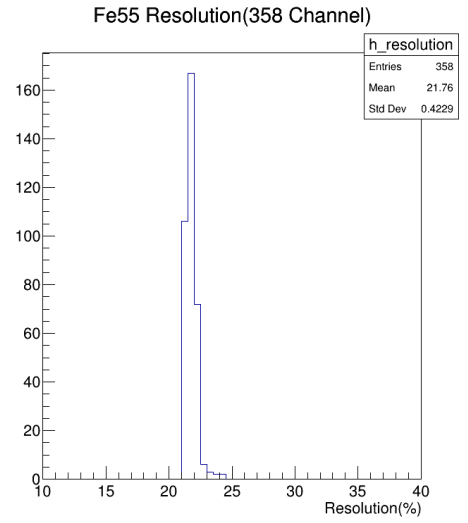 Fe55 Resolution(358 Channel)
h_resolution
Entries 358
Mean 21.76
Std Dev 0.4229
160
140
120
100
80
60
40
20
0
10 15 20 25 30 35 40
Resolution(%)